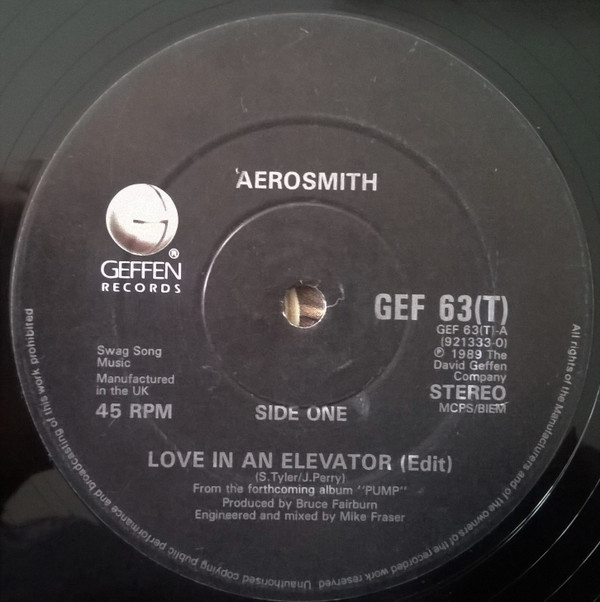 AEROSMITH
GEFFEN®
RECORDS
GEF 63(T)
GEF 63(T)-A
(921333-0)
℗ 1989 The
David Geffen
Company
STEREO
MCPS/BIEM
Swag Song
Music
Manufactured
in the UK
45 RPM
SIDE ONE
LOVE IN AN ELEVATOR (Edit)
(S.Tyler/J.Perry)
From the forthcoming album "PUMP"
Produced by Bruce Fairburn
Engineered and mixed by Mike Fraser
All rights of the Manufacturers and of the owners of the recorded work reserved. Unauthorised copying public performance and broadcasting of this work prohibited